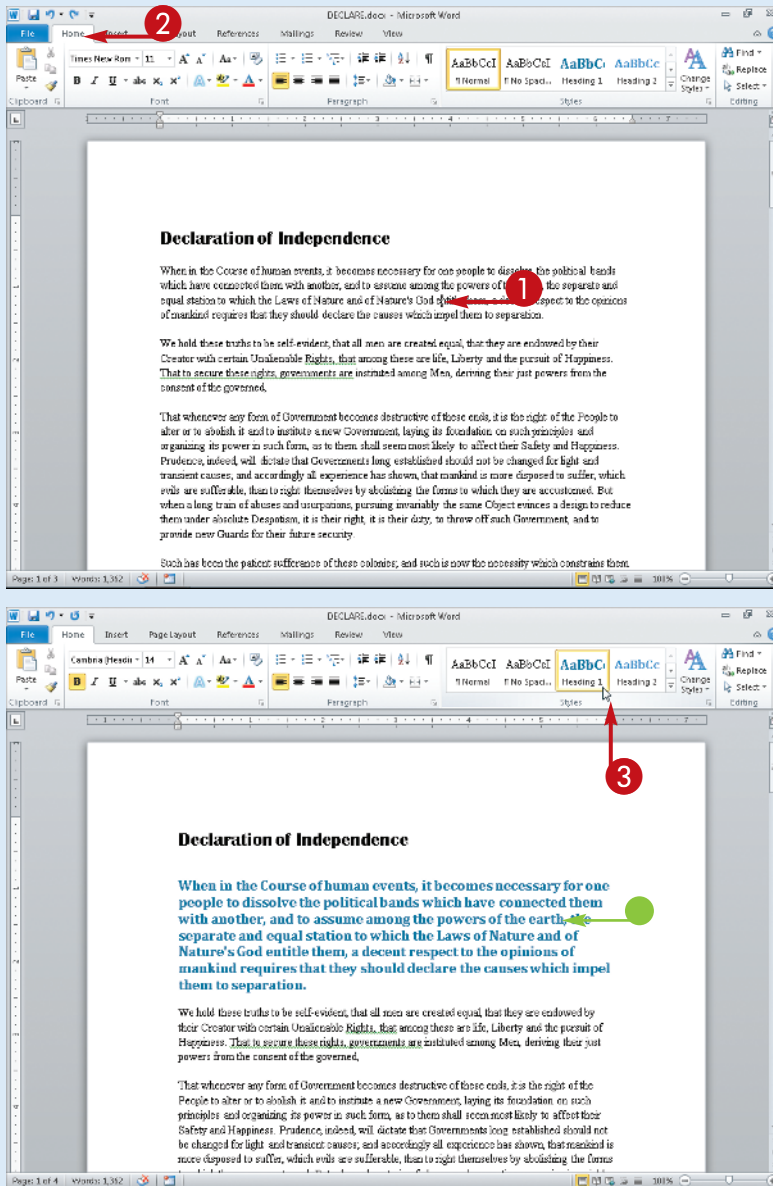 DECLARE.docx - Microsoft Word
File Home Insert Layout References Mailings Review View
2
Times New Rom 11 Aa
AaBbCcI AaBbCcI AaBbC AaBbCc
Find
Paste
B I U abc x, x²
¶ Normal ¶ No Spaci... Heading 1 Heading 2
Change Styles
Replace
Select
Clipboard Font Paragraph Styles Editing
Declaration of Independence
When in the Course of human events, it becomes necessary for one people to dissolve the political bands
which have connected them with another, and to assume among the powers of the separate and
1
equal station to which the Laws of Nature and of Nature's God entitle them, a decent respect to the opinions
of mankind requires that they should declare the causes which impel them to separation.
We hold these truths to be self-evident, that all men are created equal, that they are endowed by their
Creator with certain Unalienable Rights, that among these are life, Liberty and the pursuit of Happiness.
That to secure these rights, governments are instituted among Men, deriving their just powers from the
consent of the governed,
That whenever any form of Government becomes destructive of these ends, it is the right of the People to
alter or to abolish it and to institute a new Government, laying its foundation on such principles and
organizing its power in such form, as to them shall seem most likely to affect their Safety and Happiness.
Prudence, indeed, will dictate that Governments long established should not be changed for light and
transient causes, and accordingly all experience has shown, that mankind is more disposed to suffer, which
evils are sufferable, than to right themselves by abolishing the forms to which they are accustomed. But
when a long train of abuses and usurpations, pursuing invariably the same Object evinces a design to reduce
them under absolute Despotism, it is their right, it is their duty, to throw off such Government, and to
provide new Guards for their future security.
Such has been the patient sufferance of these colonies; and such is now the necessity which constrains them
Page: 1 of 3 Words: 1,352 101%
DECLARE.docx - Microsoft Word
File Home Insert Page Layout References Mailings Review View
Cambria (Headin 14 Aa
AaBbCcI AaBbCcI AaBbC AaBbCc
Find
Paste
B I U abc x, x²
¶ Normal ¶ No Spaci... Heading 1 Heading 2
Change Styles
Replace
Select
Clipboard Font Paragraph Styles Editing
3
Declaration of Independence
When in the Course of human events, it becomes necessary for one
people to dissolve the political bands which have connected them
with another, and to assume among the powers of the earth, the
separate and equal station to which the Laws of Nature and of
Nature's God entitle them, a decent respect to the opinions of
mankind requires that they should declare the causes which impel
them to separation.
We hold these truths to be self-evident, that all men are created equal, that they are endowed by
their Creator with certain Unalienable Rights, that among these are life, Liberty and the pursuit of
Happiness. That to secure these rights, governments are instituted among Men, deriving their just
powers from the consent of the governed,
That whenever any form of Government becomes destructive of these ends, it is the right of the
People to alter or to abolish it and to institute a new Government, laying its foundation on such
principles and organizing its power in such form, as to them shall seem most likely to affect their
Safety and Happiness. Prudence, indeed, will dictate that Governments long established should not
be changed for light and transient causes; and accordingly all experience has shown, that mankind is
more disposed to suffer, which evils are sufferable, than to right themselves by abolishing the forms
Page: 1 of 4 Words: 1,352 101%